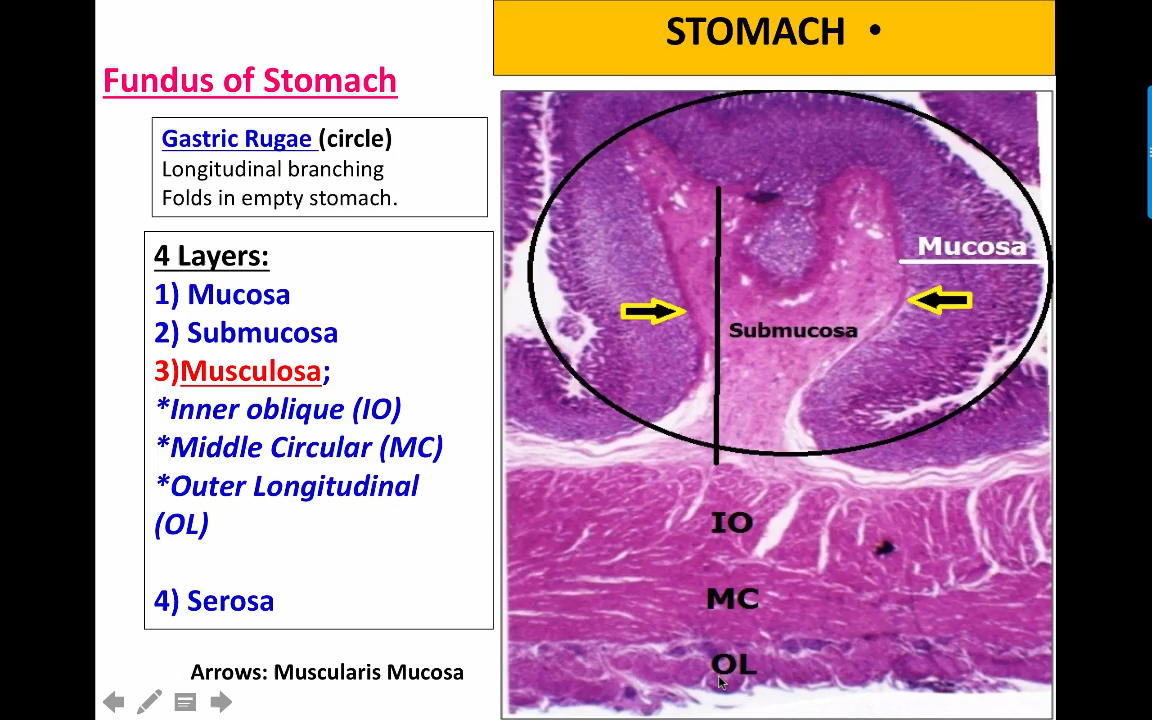 STOMACH •
Fundus of Stomach
Gastric Rugae (circle)
Longitudinal branching
Folds in empty stomach.
4 Layers:
1) Mucosa
2) Submucosa
3)Musculosa;
*Inner oblique (IO)
*Middle Circular (MC)
*Outer Longitudinal
(OL)
4) Serosa
Arrows: Muscularis Mucosa
Mucosa
Submucosa
IO
MC
OL